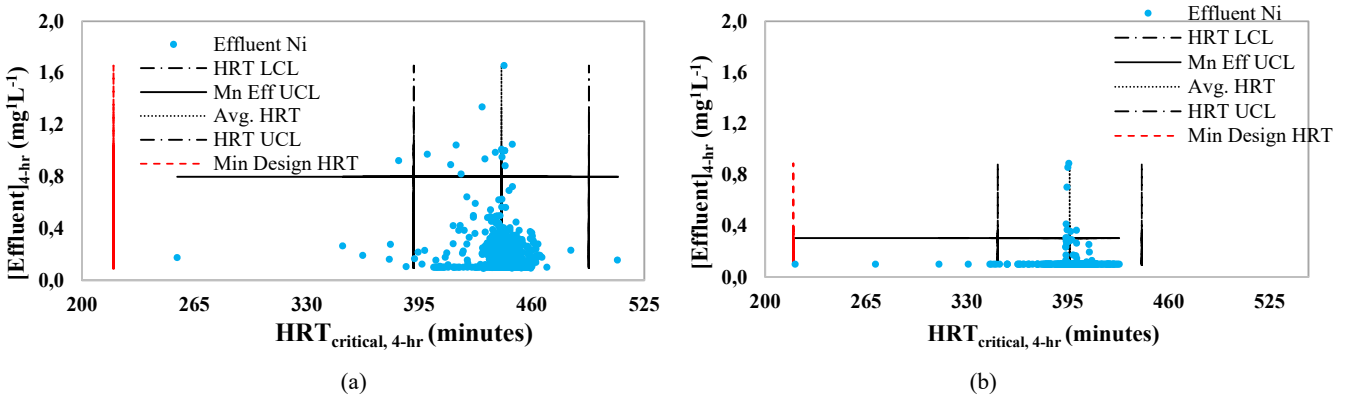 2,0
1,6
1,2
0,8
0,4
0,0
[Effluent]4-hr (mg1L-1)
Effluent Ni
HRT LCL
Mn Eff UCL
Avg. HRT
HRT UCL
Min Design HRT
200 265 330 395 460 525
HRTcritical, 4-hr (minutes)
(a)
2,0
1,6
1,2
0,8
0,4
0,0
[Effluent]4-hr (mg1L-1)
Effluent Ni
HRT LCL
Mn Eff UCL
Avg. HRT
HRT UCL
Min Design HRT
200 265 330 395 460 525
HRTcritical, 4-hr (minutes)
(b)